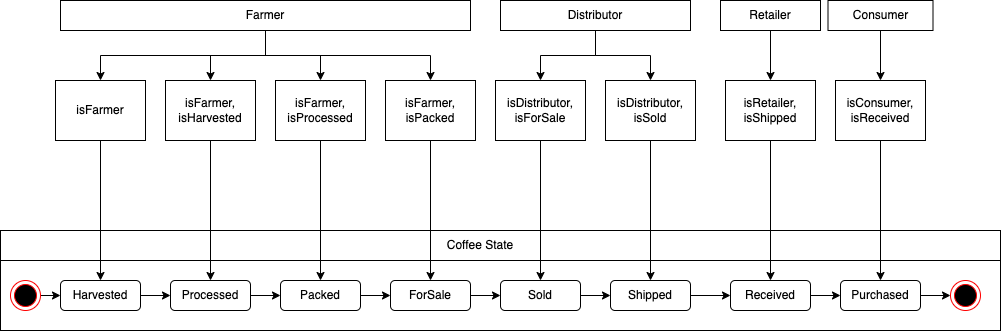 Farmer
Distributor
Retailer
Consumer
isFarmer
isFarmer,
isHarvested
isFarmer,
isProcessed
isFarmer,
isPacked
isDistributor,
isForSale
isDistributor,
isSold
isRetailer,
isShipped
isConsumer,
isReceived
Coffee State
Harvested
Processed
Packed
ForSale
Sold
Shipped
Received
Purchased